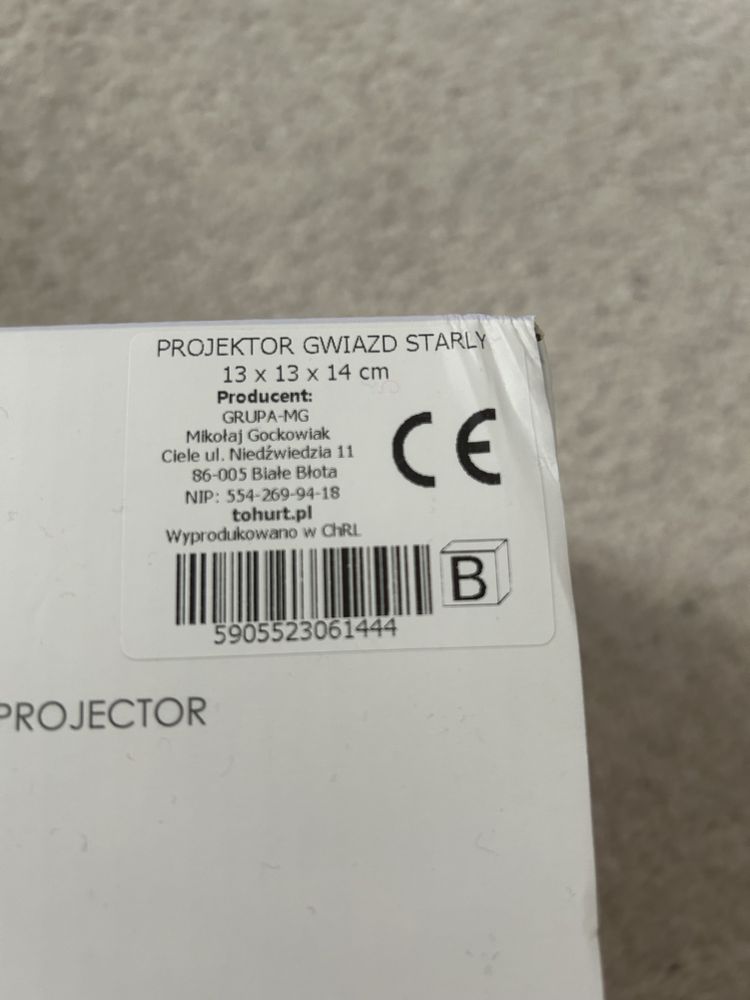 PROJEKTOR GWIAZD STARLY
13 x 13 x 14 cm
Producent:
GRUPA-MG
Mikołaj Gockowiak
Ciele ul. Niedźwiedzia 11
86-005 Białe Błota
NIP: 554-269-94-18
tohurt.pl
Wyprodukowano w ChRL
CE
B
5905523061444
PROJECTOR